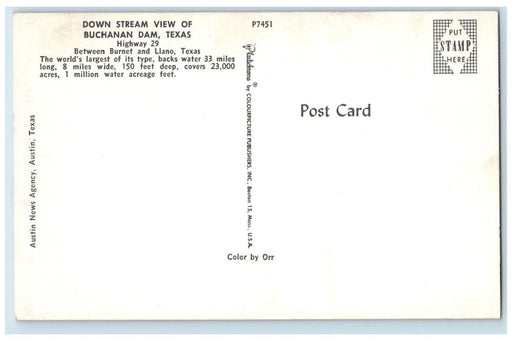 DOWN STREAM VIEW OF
BUCHANAN DAM, TEXAS
Highway 29
Between Burnet and Llano, Texas
The world's largest of its type, backs water 33 miles
long, 8 miles wide, 150 feet deep, covers 23,000
acres, 1 million water acreage feet.
P7451
PUT
STAMP
HERE
Post Card
Plastichrome ® by COLOURPICTURE PUBLISHERS, INC., Boston 15, Mass., U.S.A.
Austin News Agency, Austin, Texas
Color by Orr